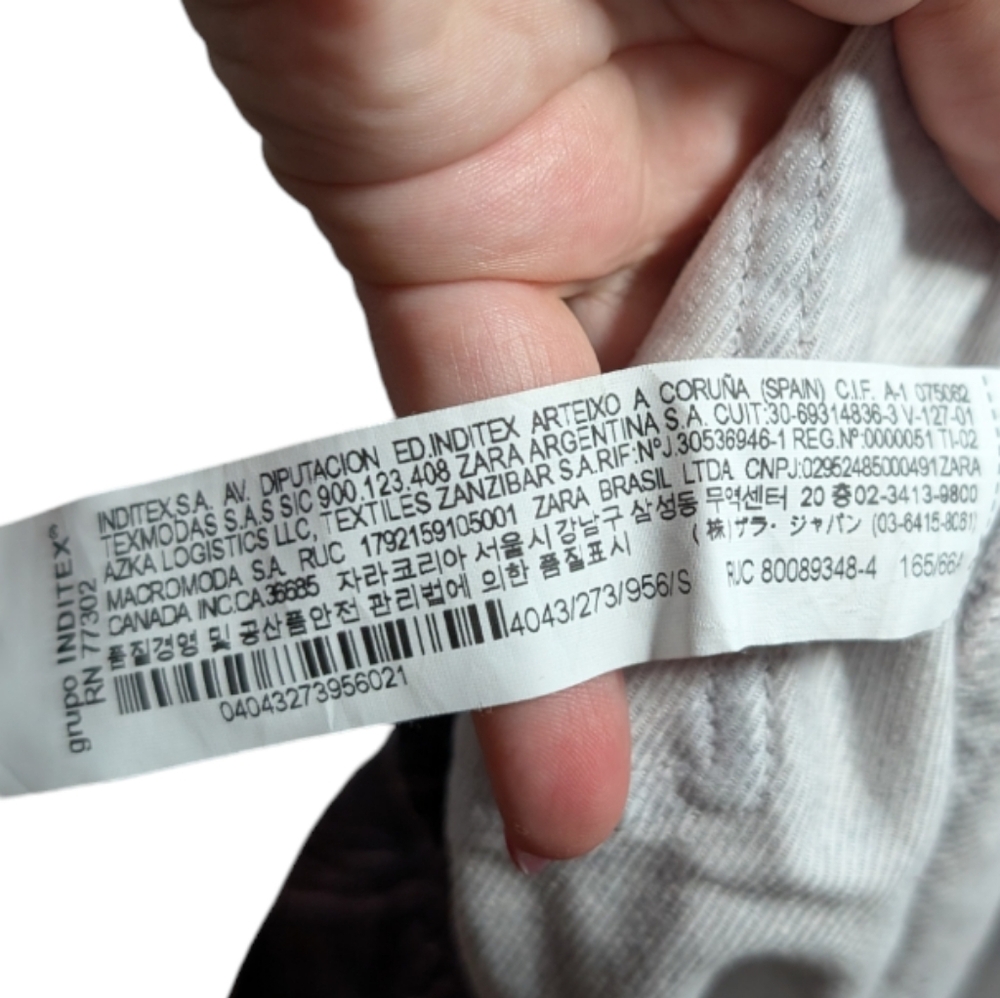 grupo INDITEX®
RN 77302
INDITEX,S.A. AV. DIPUTACION ED.INDITEX ARTEIXO A CORUÑA (SPAIN) C.I.F. A-1 075082
TEXMODAS S.A.S SIC 900.123.408 ZARA ARGENTINA S.A. CUIT:30-69314836-3 V-127-01
AZKA LOGISTICS LLC, TEXTILES ZANZIBAR S.A.RIF:NºJ.30536946-1 REG.Nº:0000051 TI-02
MACROMODA SA, RUC 1792159105001 ZARA BRASIL LTDA. CNPJ:02952485000491ZARA
CANADA INC.CA36685 자라코리아 서울시강남구 삼성동 무역센터 20 층02-3413-9800
품질경영 및 공산품안전 관리법에 의한 품질표시 (株)ザラ・ジャパン (03-6415-8061)
4043/273/956/S RUC 80089348-4 165/66A
04043273956021